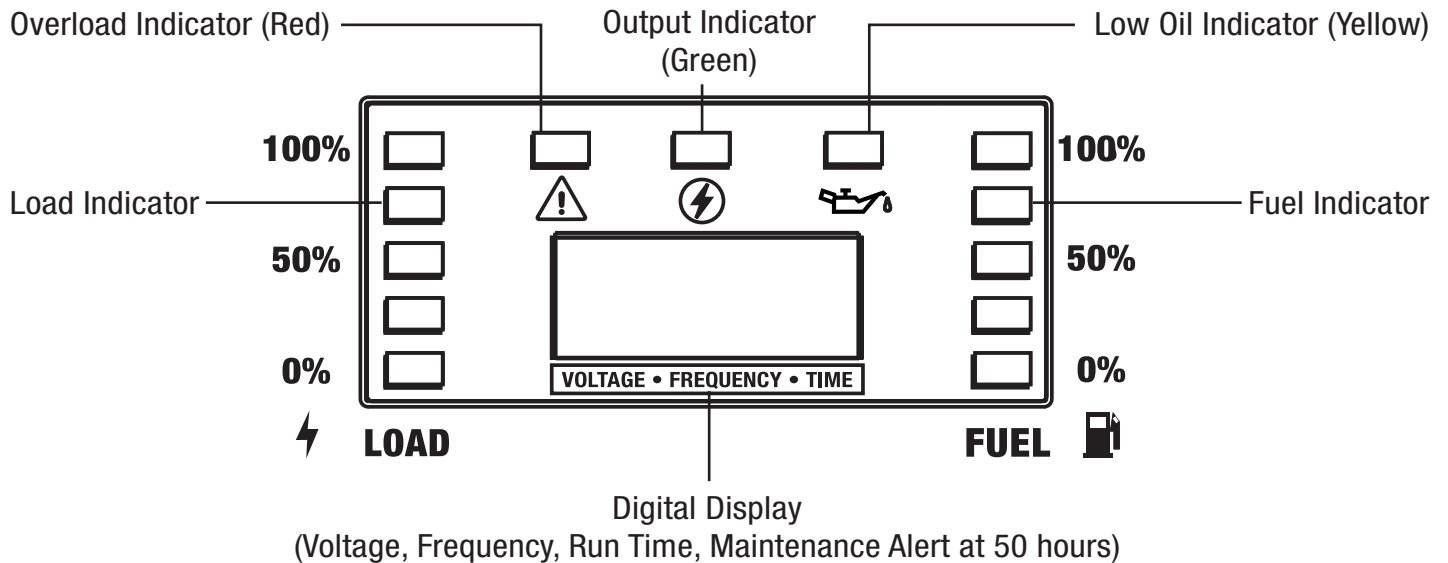 Overload Indicator (Red)
Output Indicator
(Green)
Low Oil Indicator (Yellow)
100%
100%
Load Indicator
Fuel Indicator
50%
50%
0%
0%
VOLTAGE • FREQUENCY • TIME
LOAD
FUEL
Digital Display
(Voltage, Frequency, Run Time, Maintenance Alert at 50 hours)